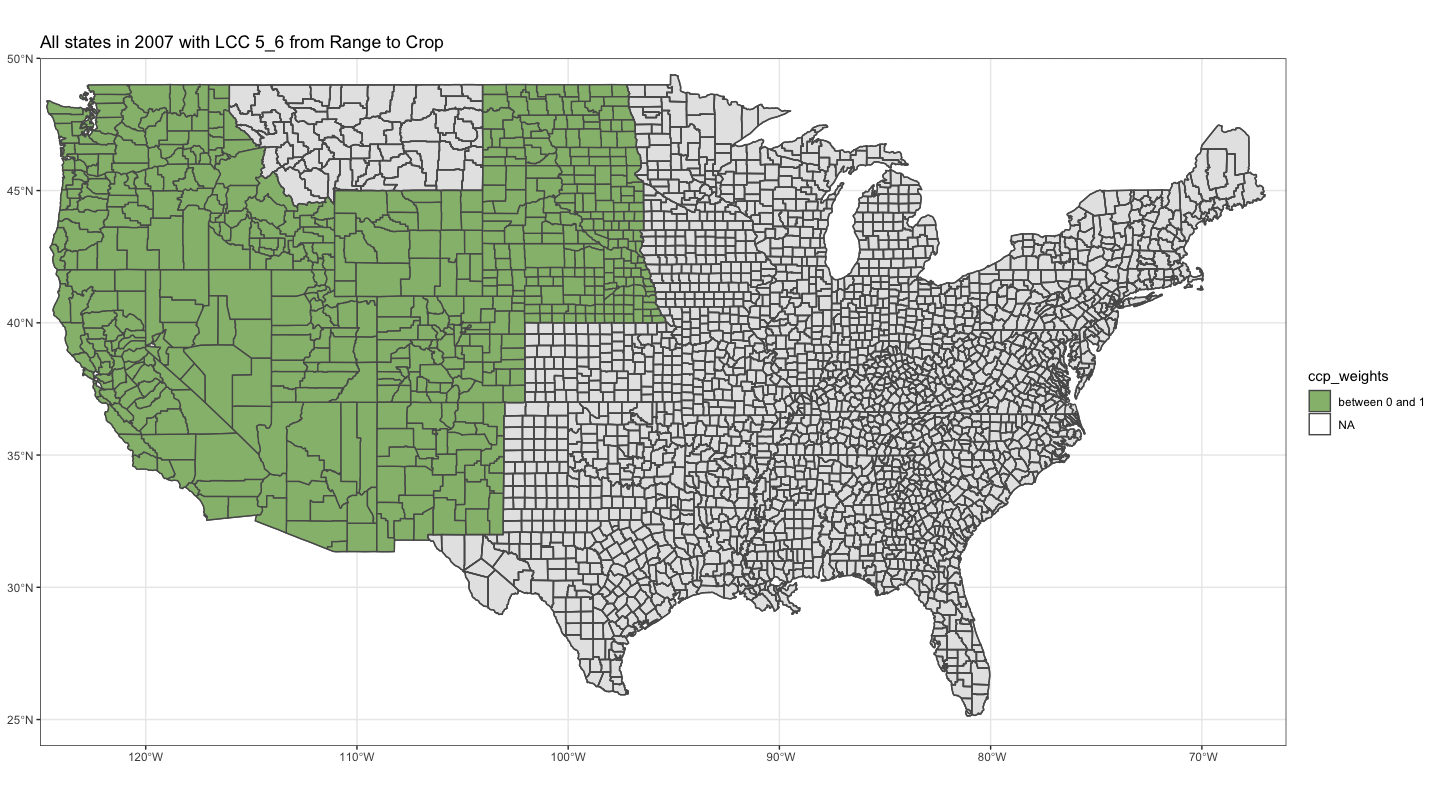 All states in 2007 with LCC 5_6 from Range to Crop
50°N
45°N
40°N
35°N
30°N
25°N
120°W 110°W 100°W 90°W 80°W 70°W
ccp_weights
between 0 and 1
NA